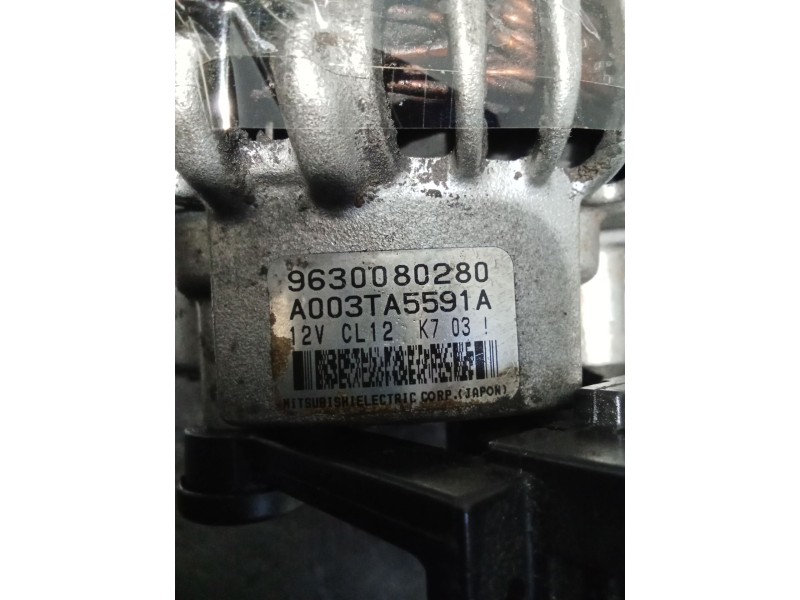 9630080280
A003TA5591A
12V CL12 K7 03 !
MITSUBISHIELECTRIC CORP.(JAPON)